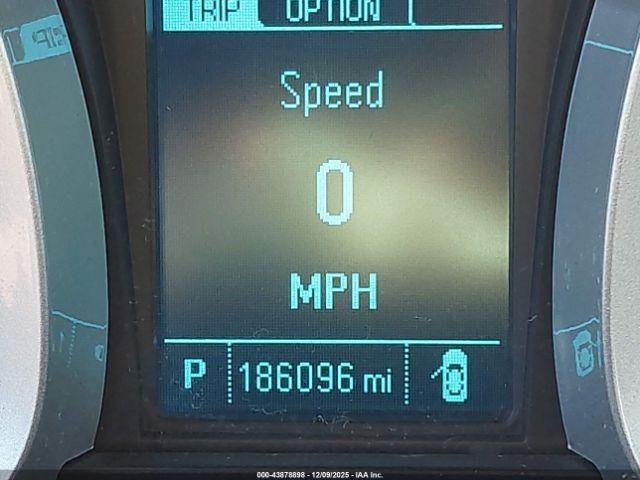 TRIP OPTION
Speed
0
MPH
P 186096 mi
000-43878898 - 12/09/2025 - IAA Inc.